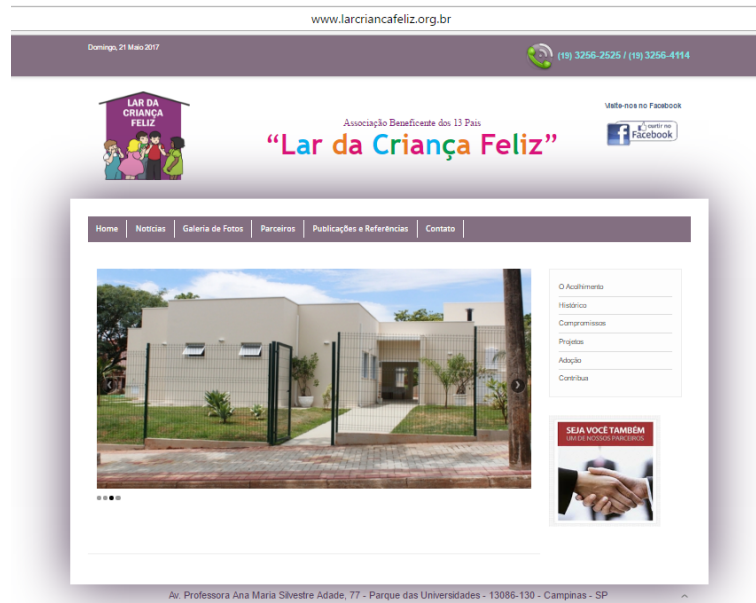 www.larcriancafeliz.org.br
Domingo, 21 Maio 2017
(19) 3256-2525 / (19) 3256-4114
LAR DA
CRIANÇA
FELIZ
Associação Beneficente dos 13 Pais
“Lar da Criança Feliz”
Visite-nos no Facebook
curtir no
Facebook
Home Notícias Galeria de Fotos Parceiros Publicações e Referências Contato
O Acolhimento
Histórico
Compromissos
Projetos
Adoção
Contribua
SEJA VOCÊ TAMBÉM
UM DE NOSSOS PARCEIROS
Av. Professora Ana Maria Silvestre Adade, 77 - Parque das Universidades - 13086-130 - Campinas - SP